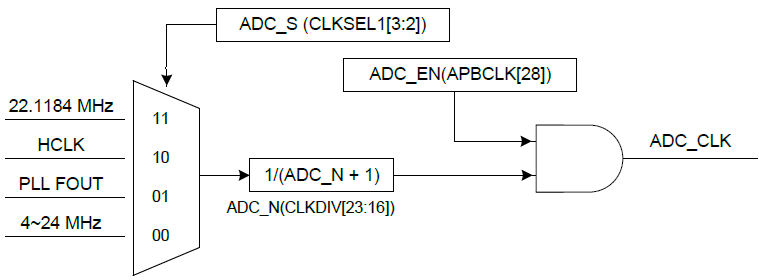 ADC_S (CLKSEL1[3:2])
ADC_EN(APBCLK[28])
22.1184 MHz
11
HCLK
10
PLL FOUT
01
4~24 MHz
00
1/(ADC_N + 1)
ADC_N(CLKDIV[23:16])
ADC_CLK